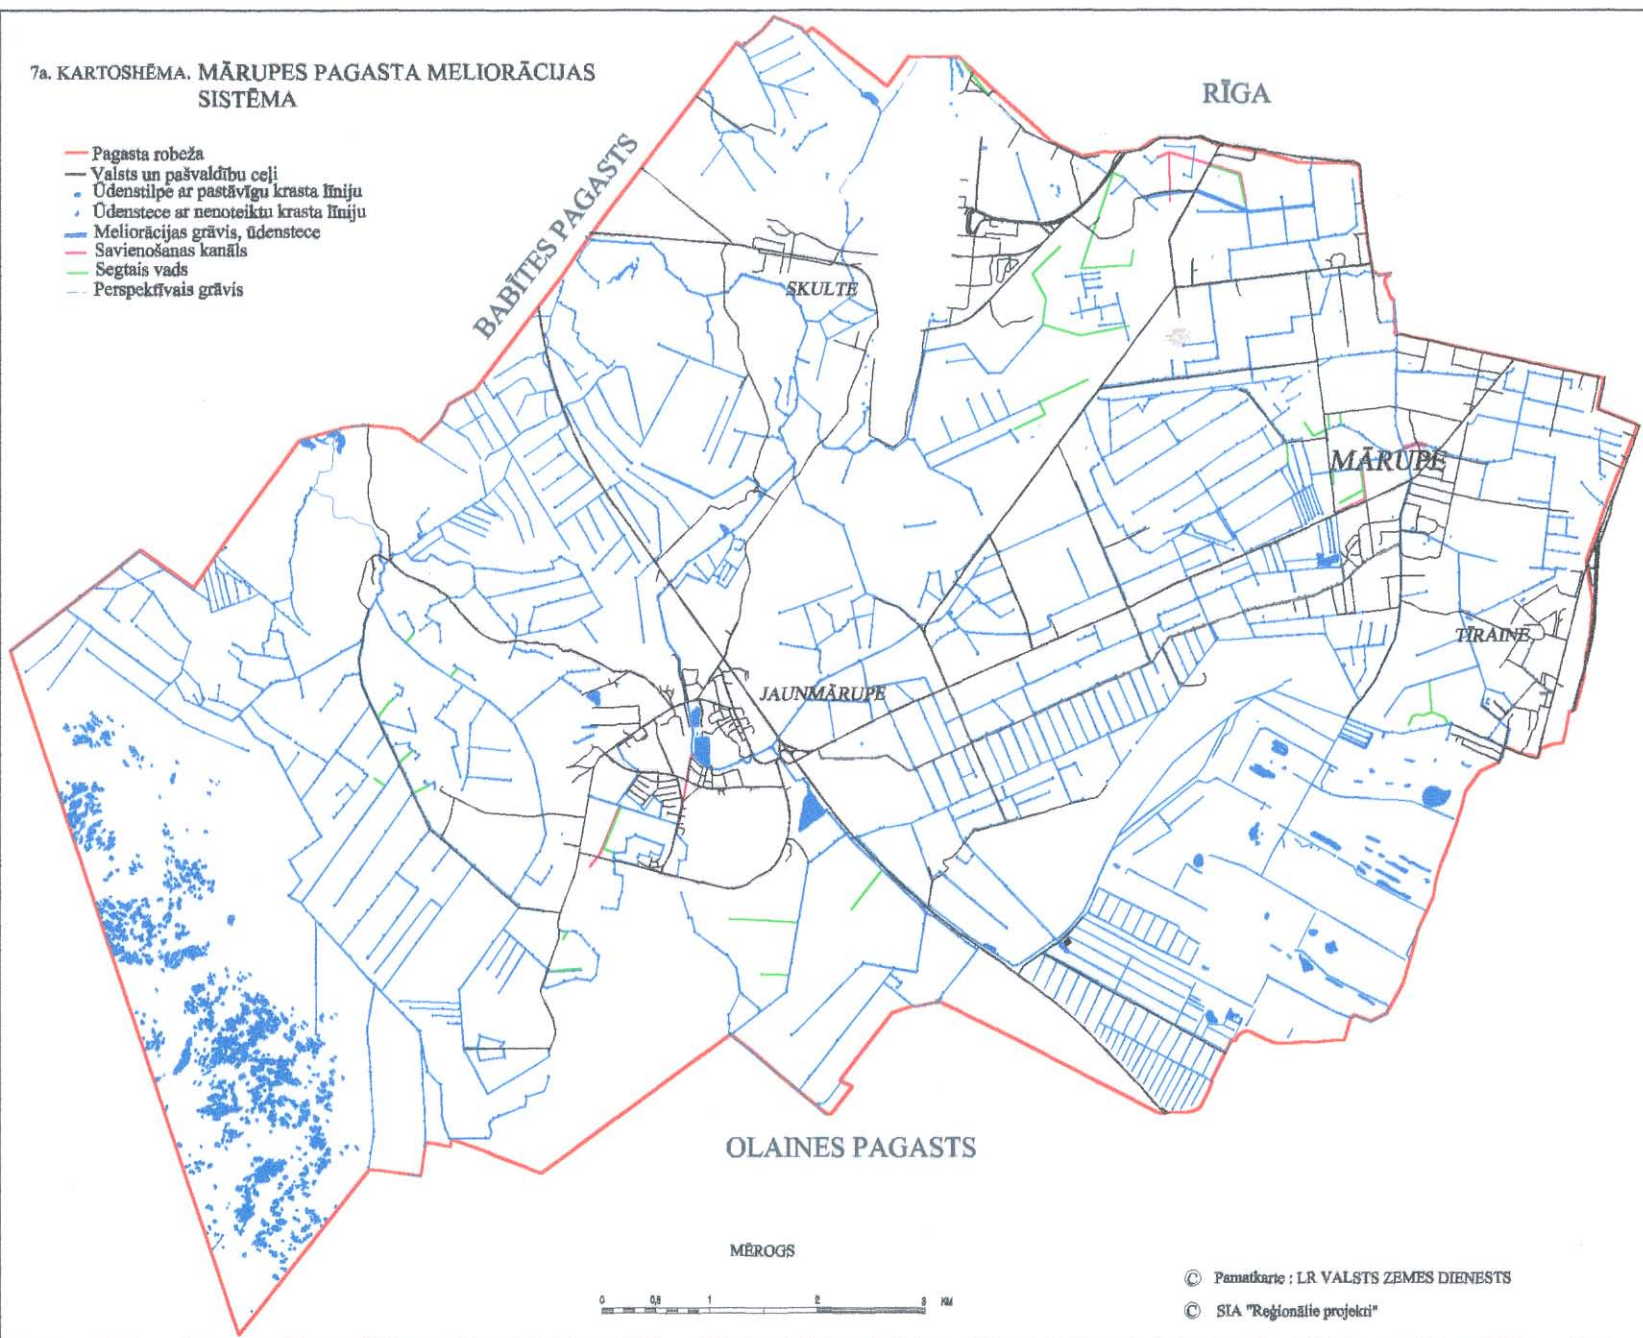 7a. KARTOSHĒMA. MĀRUPES PAGASTA MELIORĀCIJAS
SISTĒMA
RĪGA
Pagasta robeža
Valsts un pašvaldību ceļi
Ūdenstilpe ar pastāvīgu krasta līniju
Ūdenstece ar nenoteiktu krasta līniju
Meliorācijas grāvis, ūdenstece
Savienošanas kanāls
Segtais vads
Perspektīvais grāvis
BABĪTES PAGASTS
SKULTE
MĀRUPE
TĪRAINE
JAUNMĀRUPE
OLAINES PAGASTS
MĒROGS
0 0,5 1 2 3 KM
© Pamatkarte : LR VALSTS ZEMES DIENESTS
© SIA "Reģionālie projekti"